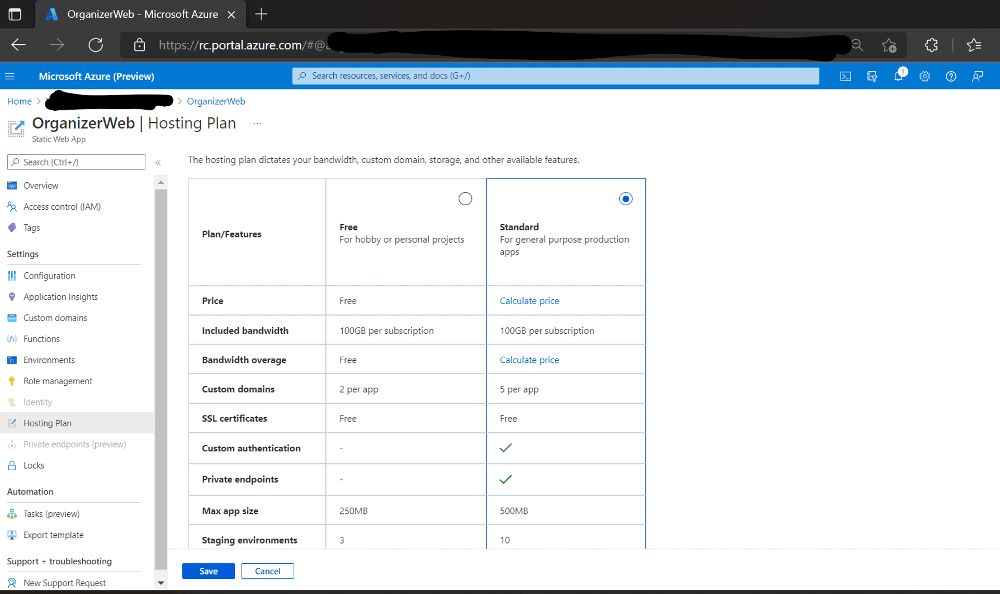 OrganizerWeb - Microsoft Azure
https://rc.portal.azure.com/#@
Microsoft Azure (Preview)
Search resources, services, and docs (G+/)
3
Home > > OrganizerWeb
OrganizerWeb | Hosting Plan ...
Static Web App
Search (Ctrl+/)
«
Overview
Access control (IAM)
Tags
Settings
Configuration
Application Insights
Custom domains
Functions
Environments
Role management
Identity
Hosting Plan
Private endpoints (preview)
Locks
Automation
Tasks (preview)
Export template
Support + troubleshooting
New Support Request
The hosting plan dictates your bandwidth, custom domain, storage, and other available features.
Plan/Features
Free
For hobby or personal projects
Standard
For general purpose production
apps
Price Free Calculate price
Included bandwidth 100GB per subscription 100GB per subscription
Bandwidth overage Free Calculate price
Custom domains 2 per app 5 per app
SSL certificates Free Free
Custom authentication -
Private endpoints -
Max app size 250MB 500MB
Staging environments 3 10
Save Cancel